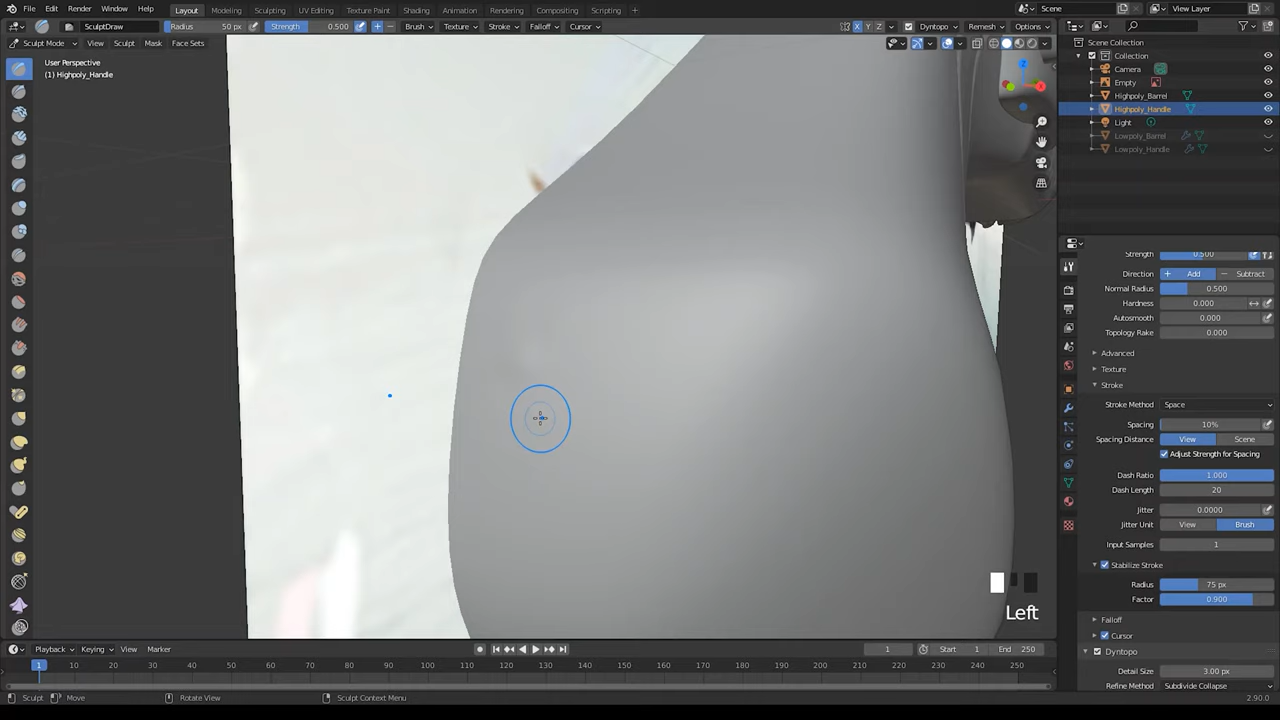 File Edit Render Window Help Layout Modeling Sculpting UV Editing Texture Paint Shading Animation Rendering Compositing Scripting + Scene View Layer
SculptDraw Radius 50 px Strength 0.500 + − Brush Texture Stroke Falloff Cursor X Y Z Dyntopo Remesh Options
Sculpt Mode View Sculpt Mask Face Sets
User Perspective
(1) Highpoly_Handle
Scene Collection
Collection
Camera
Empty
Highpoly_Barrel
Highpoly_Handle
Light
Lowpoly_Barrel
Lowpoly_Handle
Z
Strength 0.500
Direction + Add − Subtract
Normal Radius 0.500
Hardness 0.000
Autosmooth 0.000
Topology Rake 0.000
Advanced
Texture
Stroke
Stroke Method Space
Spacing 10%
Spacing Distance View Scene
Adjust Strength for Spacing
Dash Ratio 1.000
Dash Length 20
Jitter 0.0000
Jitter Unit View Brush
Input Samples 1
Stabilize Stroke
Radius 75 px
Factor 0.900
Falloff
Cursor
Dyntopo
Detail Size 3.00 px
Refine Method Subdivide Collapse
Left
Playback Keying View Marker 1 Start 1 End 250
1 10 20 30 40 50 60 70 80 90 100 110 120 130 140 150 160 170 180 190 200 210 220 230 240 250
Sculpt Move Rotate View Sculpt Context Menu 2.90.0